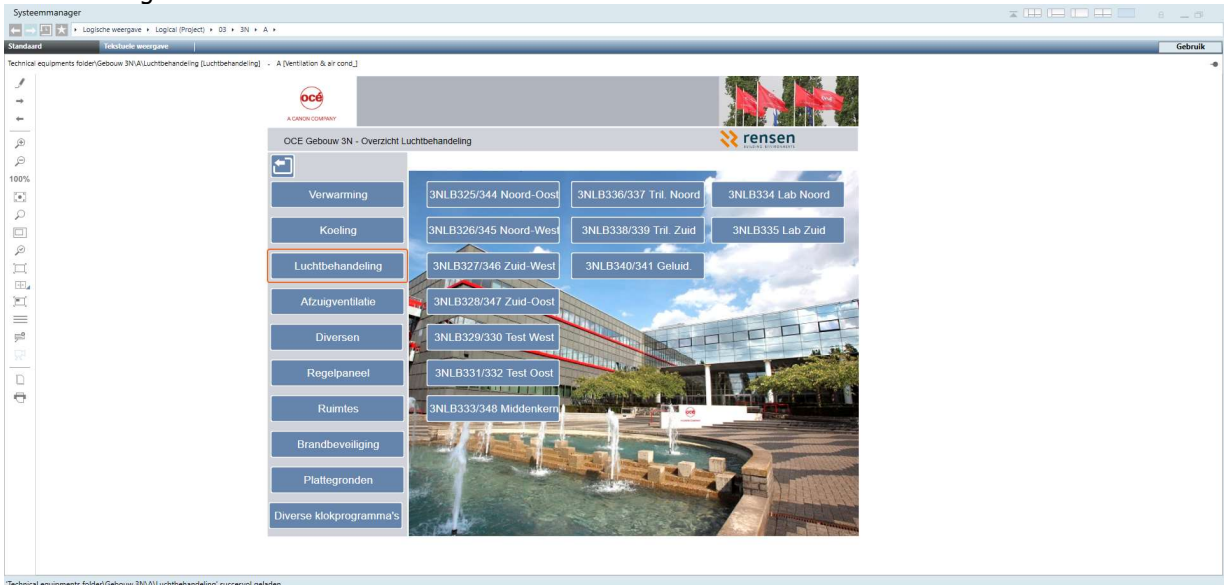 Systeemmanager
Logische weergave Logical (Project) 03 3N A
Standaard Tekstuele weergave Gebruik
Technical equipments folder\Gebouw 3N\A\Luchtbehandeling [Luchtbehandeling] - A [Ventilation & air cond_]
océ
A CANON COMPANY
OCE Gebouw 3N - Overzicht Luchtbehandeling
rensen
100%
Verwarming 3NLB325/344 Noord-Oost 3NLB336/337 Tril. Noord 3NLB334 Lab Noord
Koeling 3NLB326/345 Noord-West 3NLB338/339 Tril. Zuid 3NLB335 Lab Zuid
Luchtbehandeling 3NLB327/346 Zuid-West 3NLB340/341 Geluid.
Afzuigventilatie 3NLB328/347 Zuid-Oost
Diversen 3NLB329/330 Test West
Regelpaneel 3NLB331/332 Test Oost
Ruimtes 3NLB333/348 Middenkern
Brandbeveiliging
Plattegronden
Diverse klokprogramma's
'Technical equipments folder\Gebouw 3N\A\Luchtbehandeling' succesvol geladen